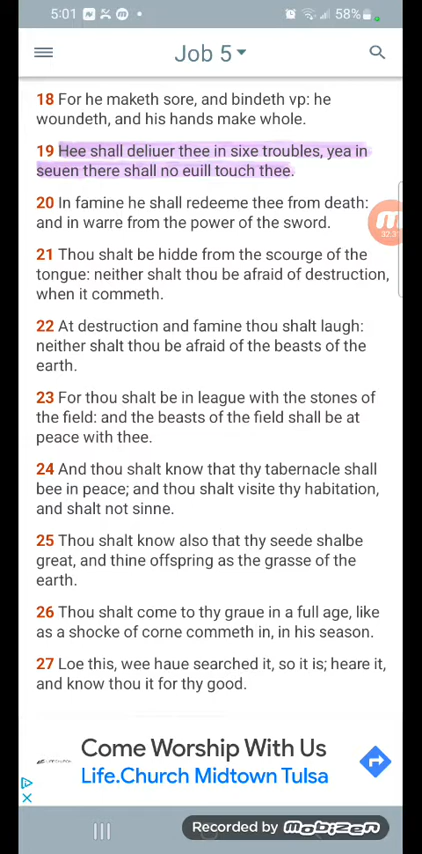 5:01 58%
Job 5
18 For he maketh sore, and bindeth vp: he
woundeth, and his hands make whole.
19 Hee shall deliuer thee in sixe troubles, yea in
seuen there shall no euill touch thee.
20 In famine he shall redeeme thee from death:
and in warre from the power of the sword.
21 Thou shalt be hidde from the scourge of the
tongue: neither shalt thou be afraid of destruction,
when it commeth.
22 At destruction and famine thou shalt laugh:
neither shalt thou be afraid of the beasts of the
earth.
23 For thou shalt be in league with the stones of
the field: and the beasts of the field shall be at
peace with thee.
24 And thou shalt know that thy tabernacle shall
bee in peace; and thou shalt visite thy habitation,
and shalt not sinne.
25 Thou shalt know also that thy seede shalbe
great, and thine offspring as the grasse of the
earth.
26 Thou shalt come to thy graue in a full age, like
as a shocke of corne commeth in, in his season.
27 Loe this, wee haue searched it, so it is; heare it,
and know thou it for thy good.
Come Worship With Us
Life.Church Midtown Tulsa
Recorded by MOBIZEN